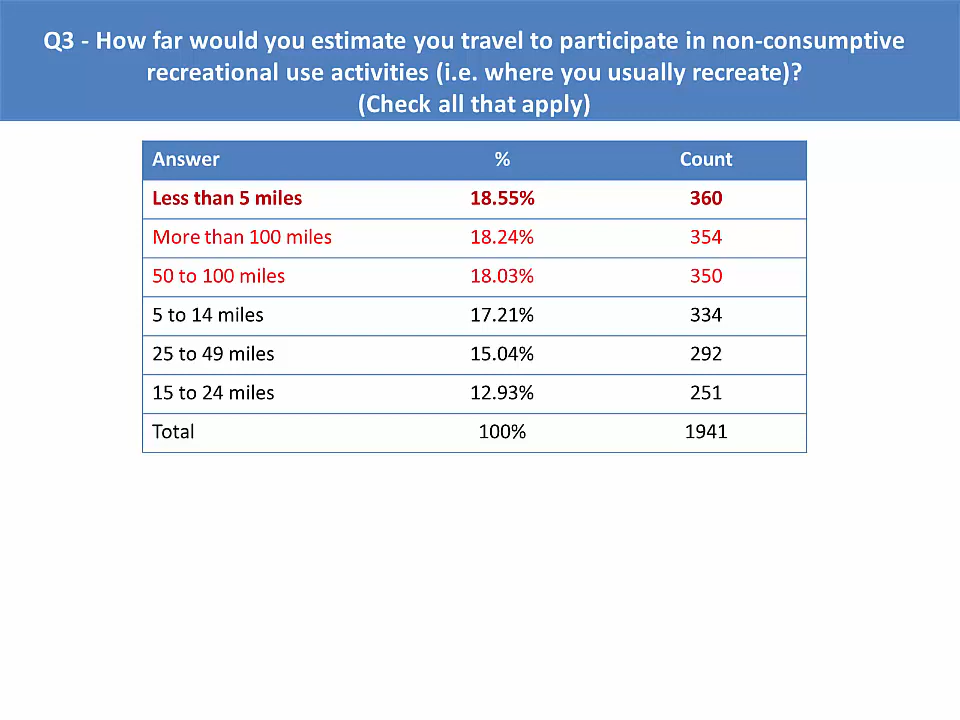 Q3 - How far would you estimate you travel to participate in non-consumptive
recreational use activities (i.e. where you usually recreate)?
(Check all that apply)
Answer % Count
Less than 5 miles 18.55% 360
More than 100 miles 18.24% 354
50 to 100 miles 18.03% 350
5 to 14 miles 17.21% 334
25 to 49 miles 15.04% 292
15 to 24 miles 12.93% 251
Total 100% 1941